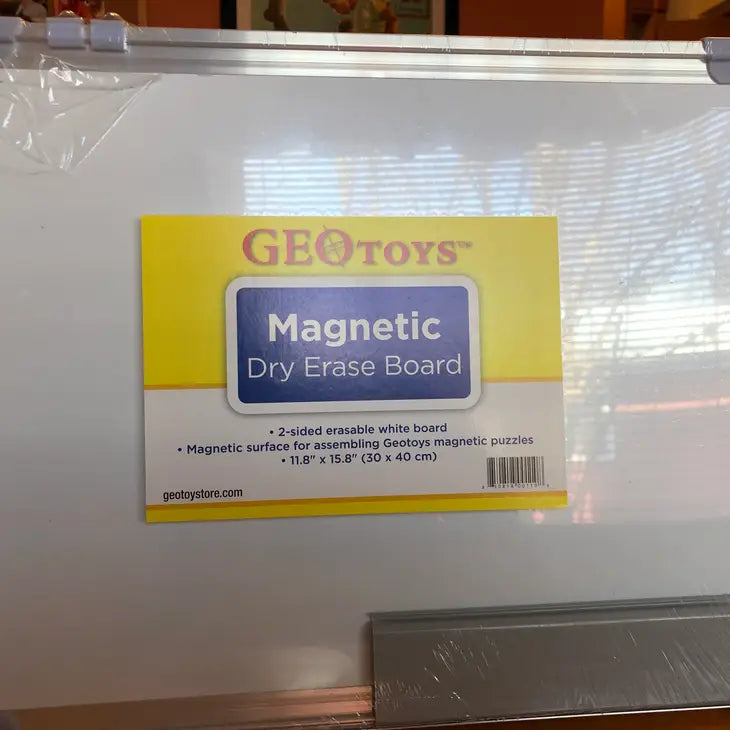 GEOTOYS™
Magnetic
Dry Erase Board
• 2-sided erasable white board
• Magnetic surface for assembling Geotoys magnetic puzzles
• 11.8" x 15.8" (30 x 40 cm)
geotoystore.com